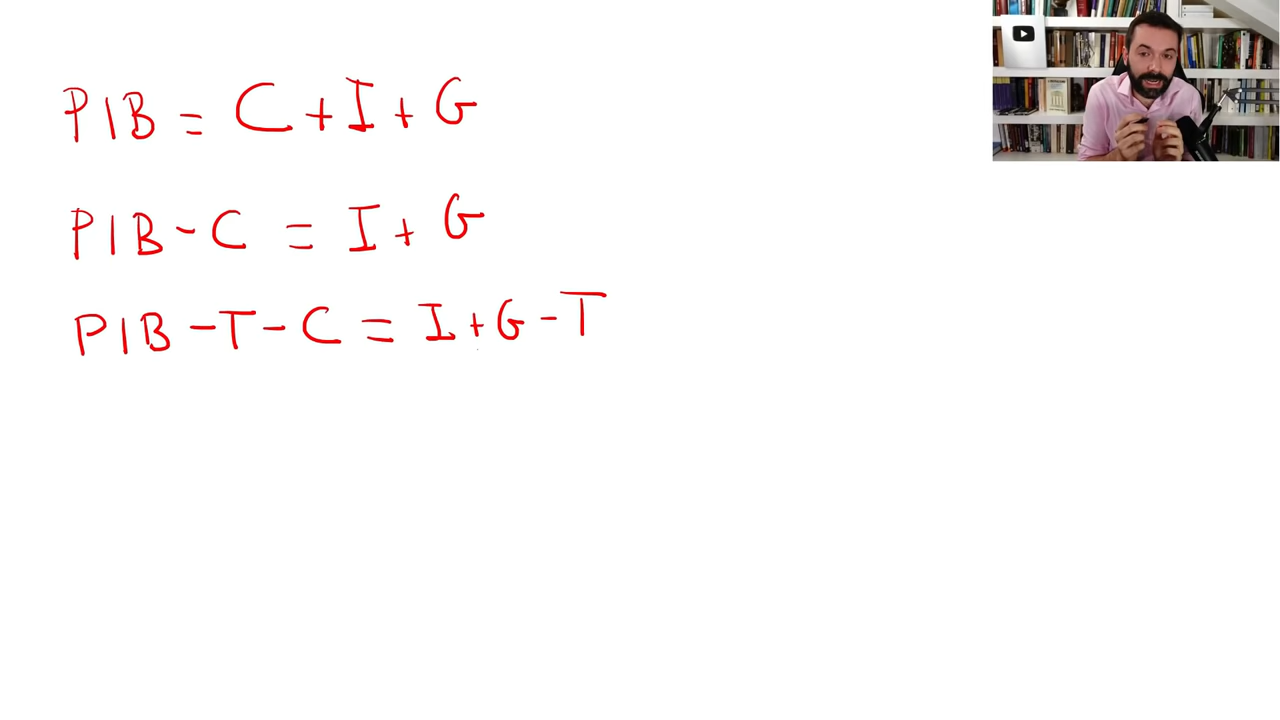 PIB = C + I + G
PIB - C = I + G
PIB - T - C = I + G - T